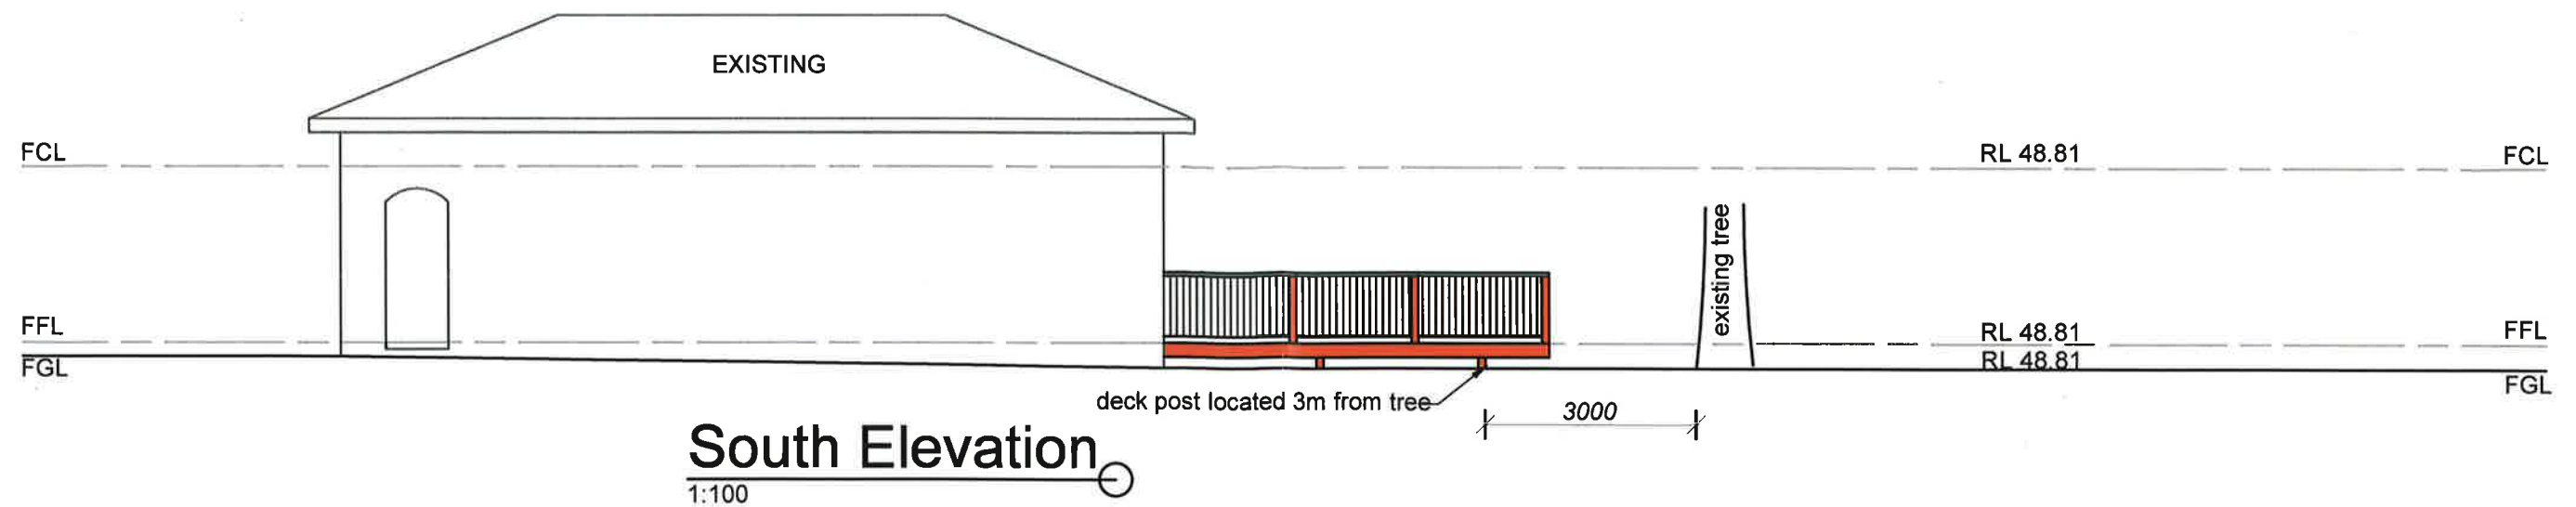 EXISTING
FCL RL 48.81 FCL
existing tree
FFL RL 48.81 FFL
FGL RL 48.81 FGL
deck post located 3m from tree
3000
South Elevation
1:100